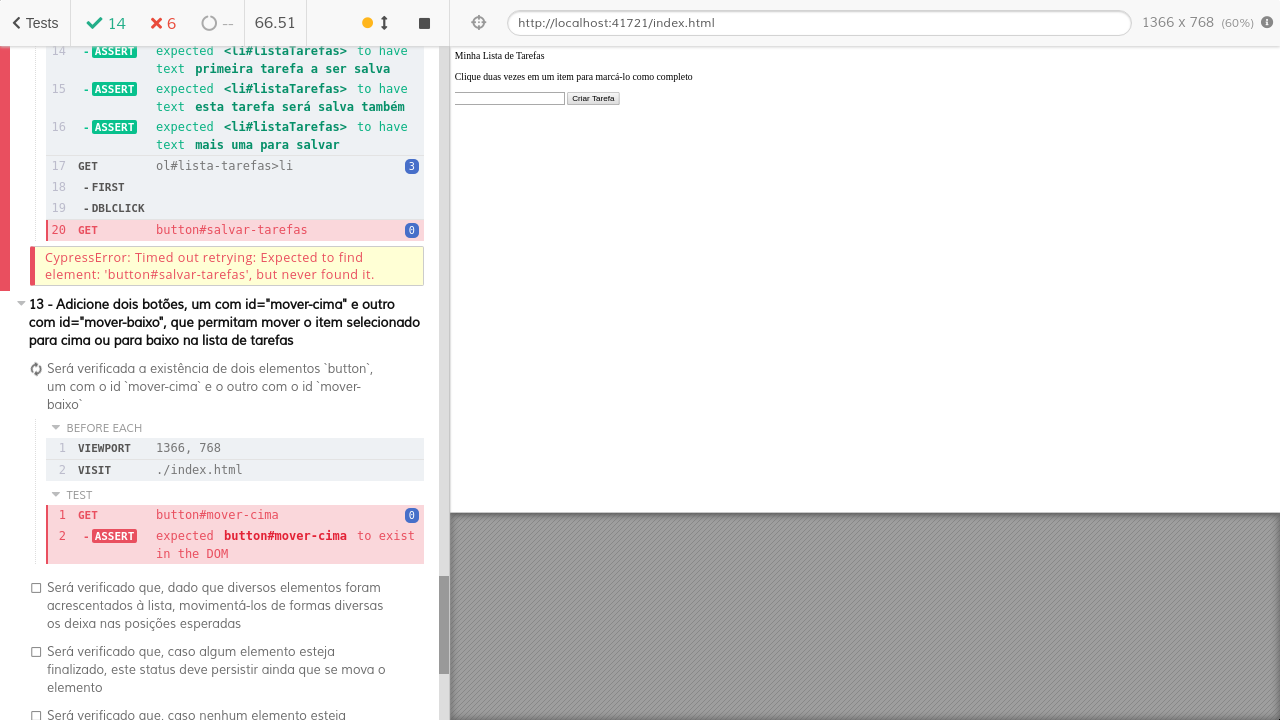 Tests
14
6
--
66.51
http://localhost:41721/index.html
1366 x 768 (60%)
14 - ASSERT expected <li#listaTarefas> to have
text primeira tarefa a ser salva
15 - ASSERT expected <li#listaTarefas> to have
text esta tarefa será salva também
16 - ASSERT expected <li#listaTarefas> to have
text mais uma para salvar
17 GET ol#lista-tarefas>li 3
18 - FIRST
19 - DBLCLICK
20 GET button#salvar-tarefas 0
CypressError: Timed out retrying: Expected to find
element: 'button#salvar-tarefas', but never found it.
13 - Adicione dois botões, um com id="mover-cima" e outro
com id="mover-baixo", que permitam mover o item selecionado
para cima ou para baixo na lista de tarefas
Será verificada a existência de dois elementos `button`,
um com o id `mover-cima` e o outro com o id `mover-
baixo`
BEFORE EACH
1 VIEWPORT 1366, 768
2 VISIT ./index.html
TEST
1 GET button#mover-cima 0
2 - ASSERT expected button#mover-cima to exist
in the DOM
Será verificado que, dado que diversos elementos foram
acrescentados à lista, movimentá-los de formas diversas
os deixa nas posições esperadas
Será verificado que, caso algum elemento esteja
finalizado, este status deve persistir ainda que se mova o
elemento
Será verificado que, caso nenhum elemento esteja
Minha Lista de Tarefas
Clique duas vezes em um item para marcá-lo como completo
Criar Tarefa